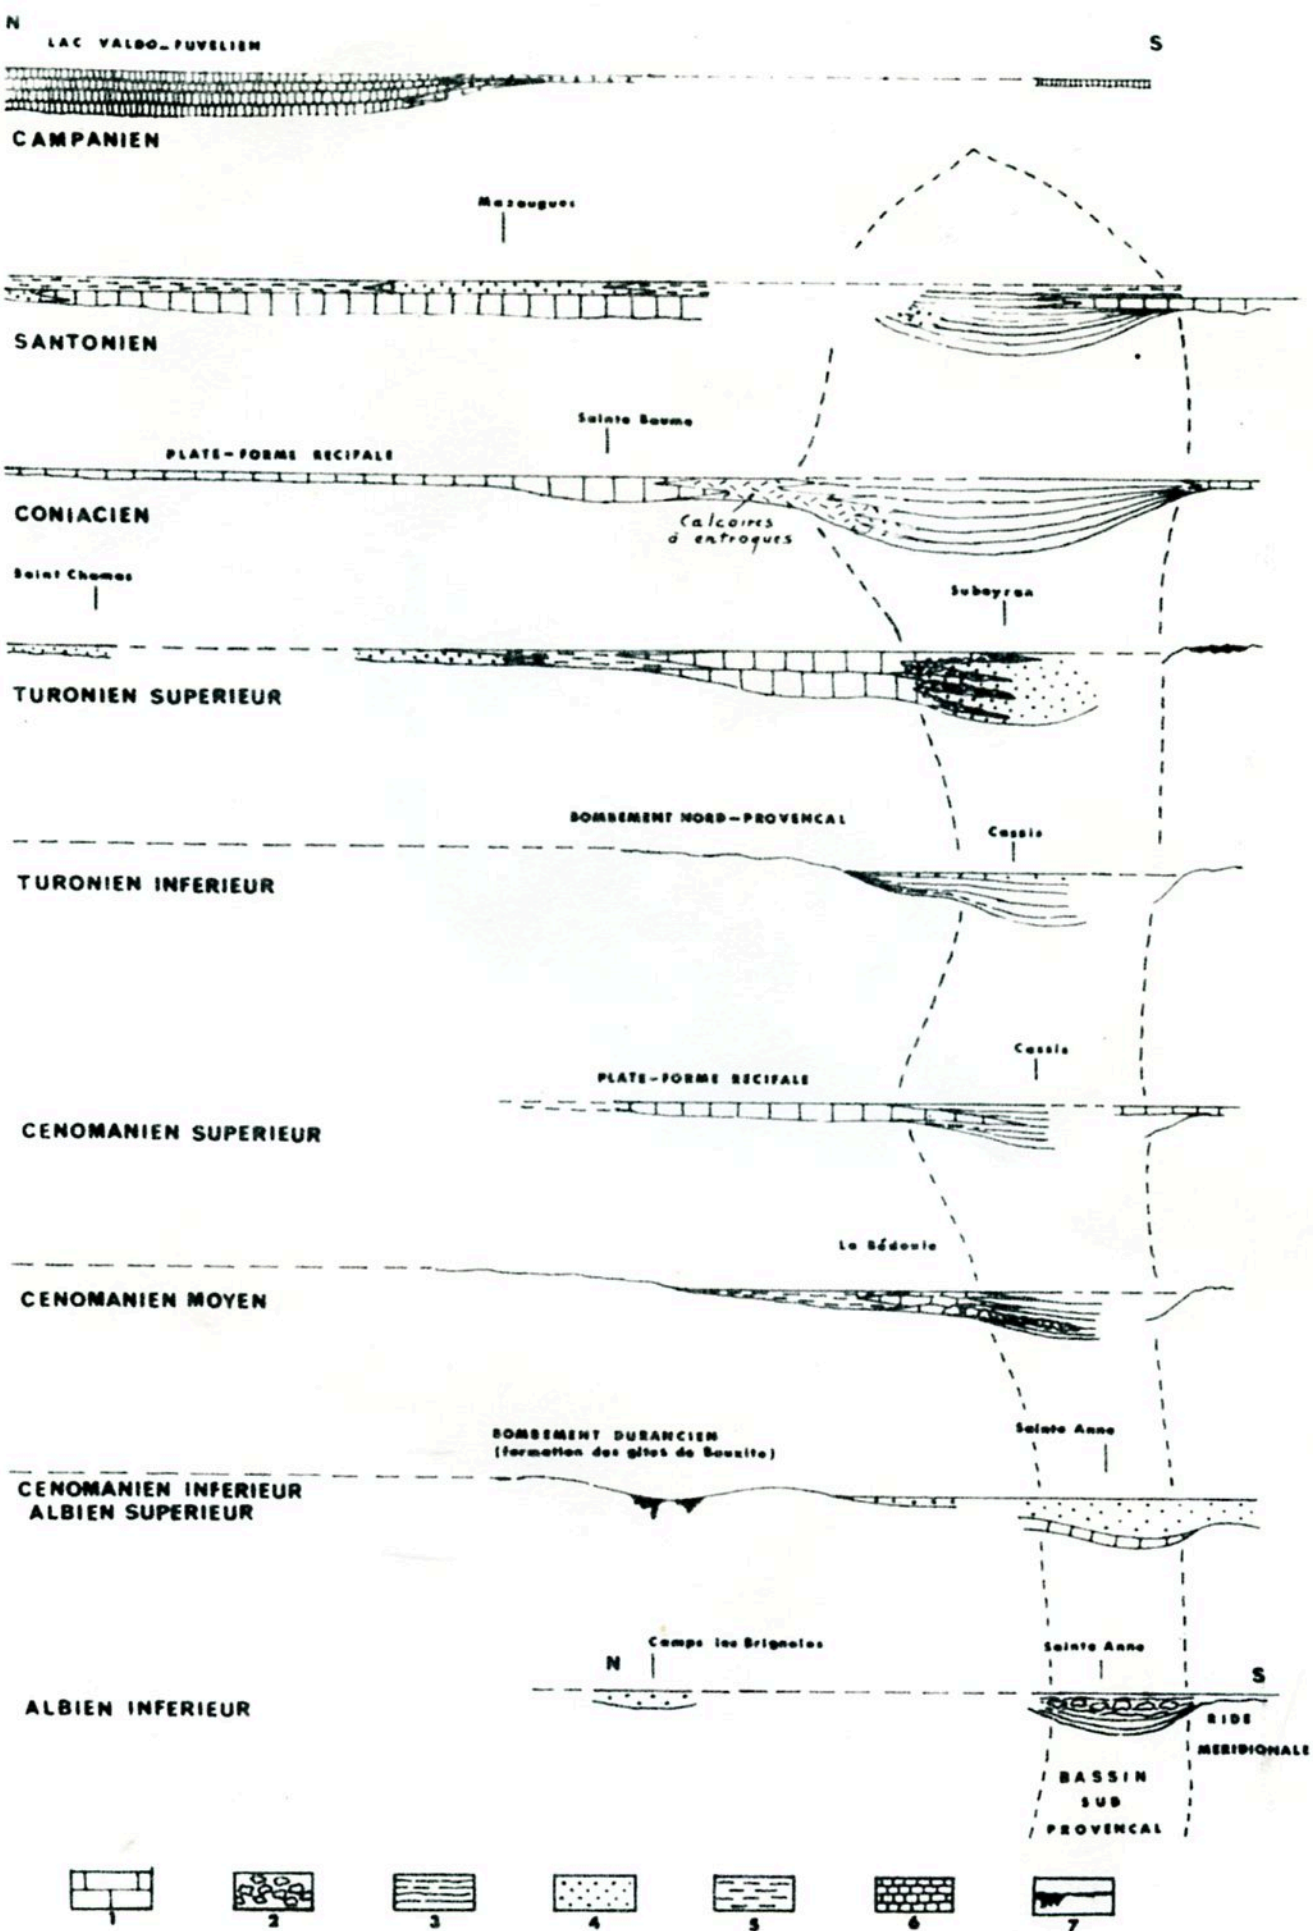 N
S
LAC VALDO-FUVELIEN
CAMPANIEN
Mazaugues
SANTONIEN
Sainte Baume
PLATE-FORME RECIFALE
CONIACIEN
Calcaires
à entroques
Saint Chamas
Subeyran
TURONIEN SUPERIEUR
BOMBEMENT NORD-PROVENCAL
Cassis
TURONIEN INFERIEUR
Cassis
PLATE-FORME RECIFALE
CENOMANIEN SUPERIEUR
La Bédoule
CENOMANIEN MOYEN
BOMBEMENT DURANCIEN
(formation des gîtes de Bauxite)
Sainte Anne
CENOMANIEN INFERIEUR
ALBIEN SUPERIEUR
Camps les Brignoles
Sainte Anne
N
S
ALBIEN INFERIEUR
RIDE
MERIDIONALE
BASSIN
SUB
PROVENCAL
1 2 3 4 5 6 7